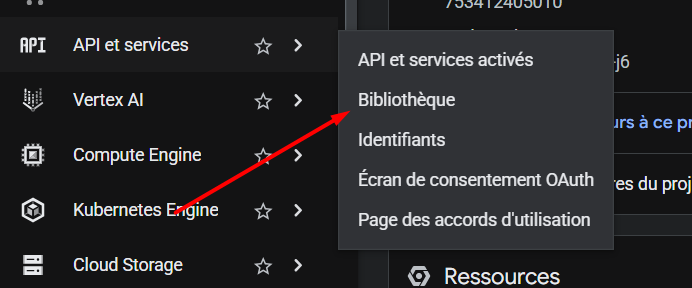 753412405010
API API et services
API et services activés
-j6
Vertex AI
Bibliothèque
urs à ce pr
Compute Engine
Identifiants
Écran de consentement OAuth
res du proj
Kubernetes Engine
Page des accords d'utilisation
Cloud Storage
Ressources